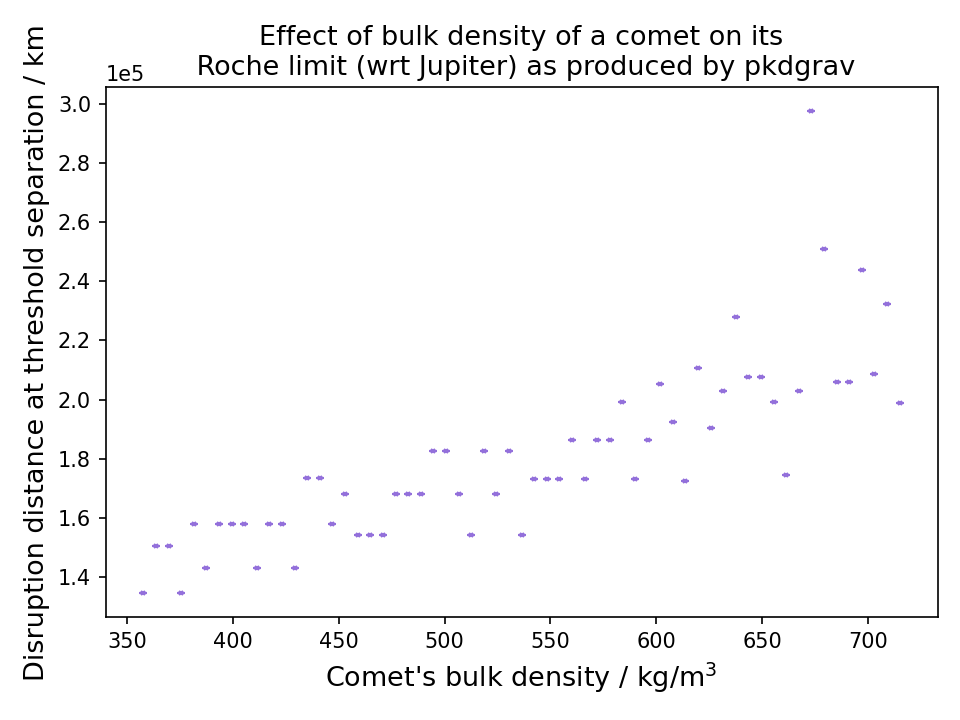 Effect of bulk density of a comet on its
Roche limit (wrt Jupiter) as produced by pkdgrav
1e5
Disruption distance at threshold separation / km
3.0
2.8
2.6
2.4
2.2
2.0
1.8
1.6
1.4
350 400 450 500 550 600 650 700
Comet's bulk density / kg/m³